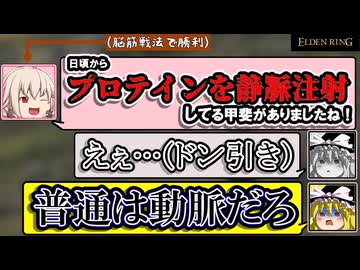 (脳筋戦法で勝利)
ELDEN RING
日頃から
プロテインを静脈注射
してる甲斐がありましたね！
えぇ…(ドン引き)
普通は動脈だろ